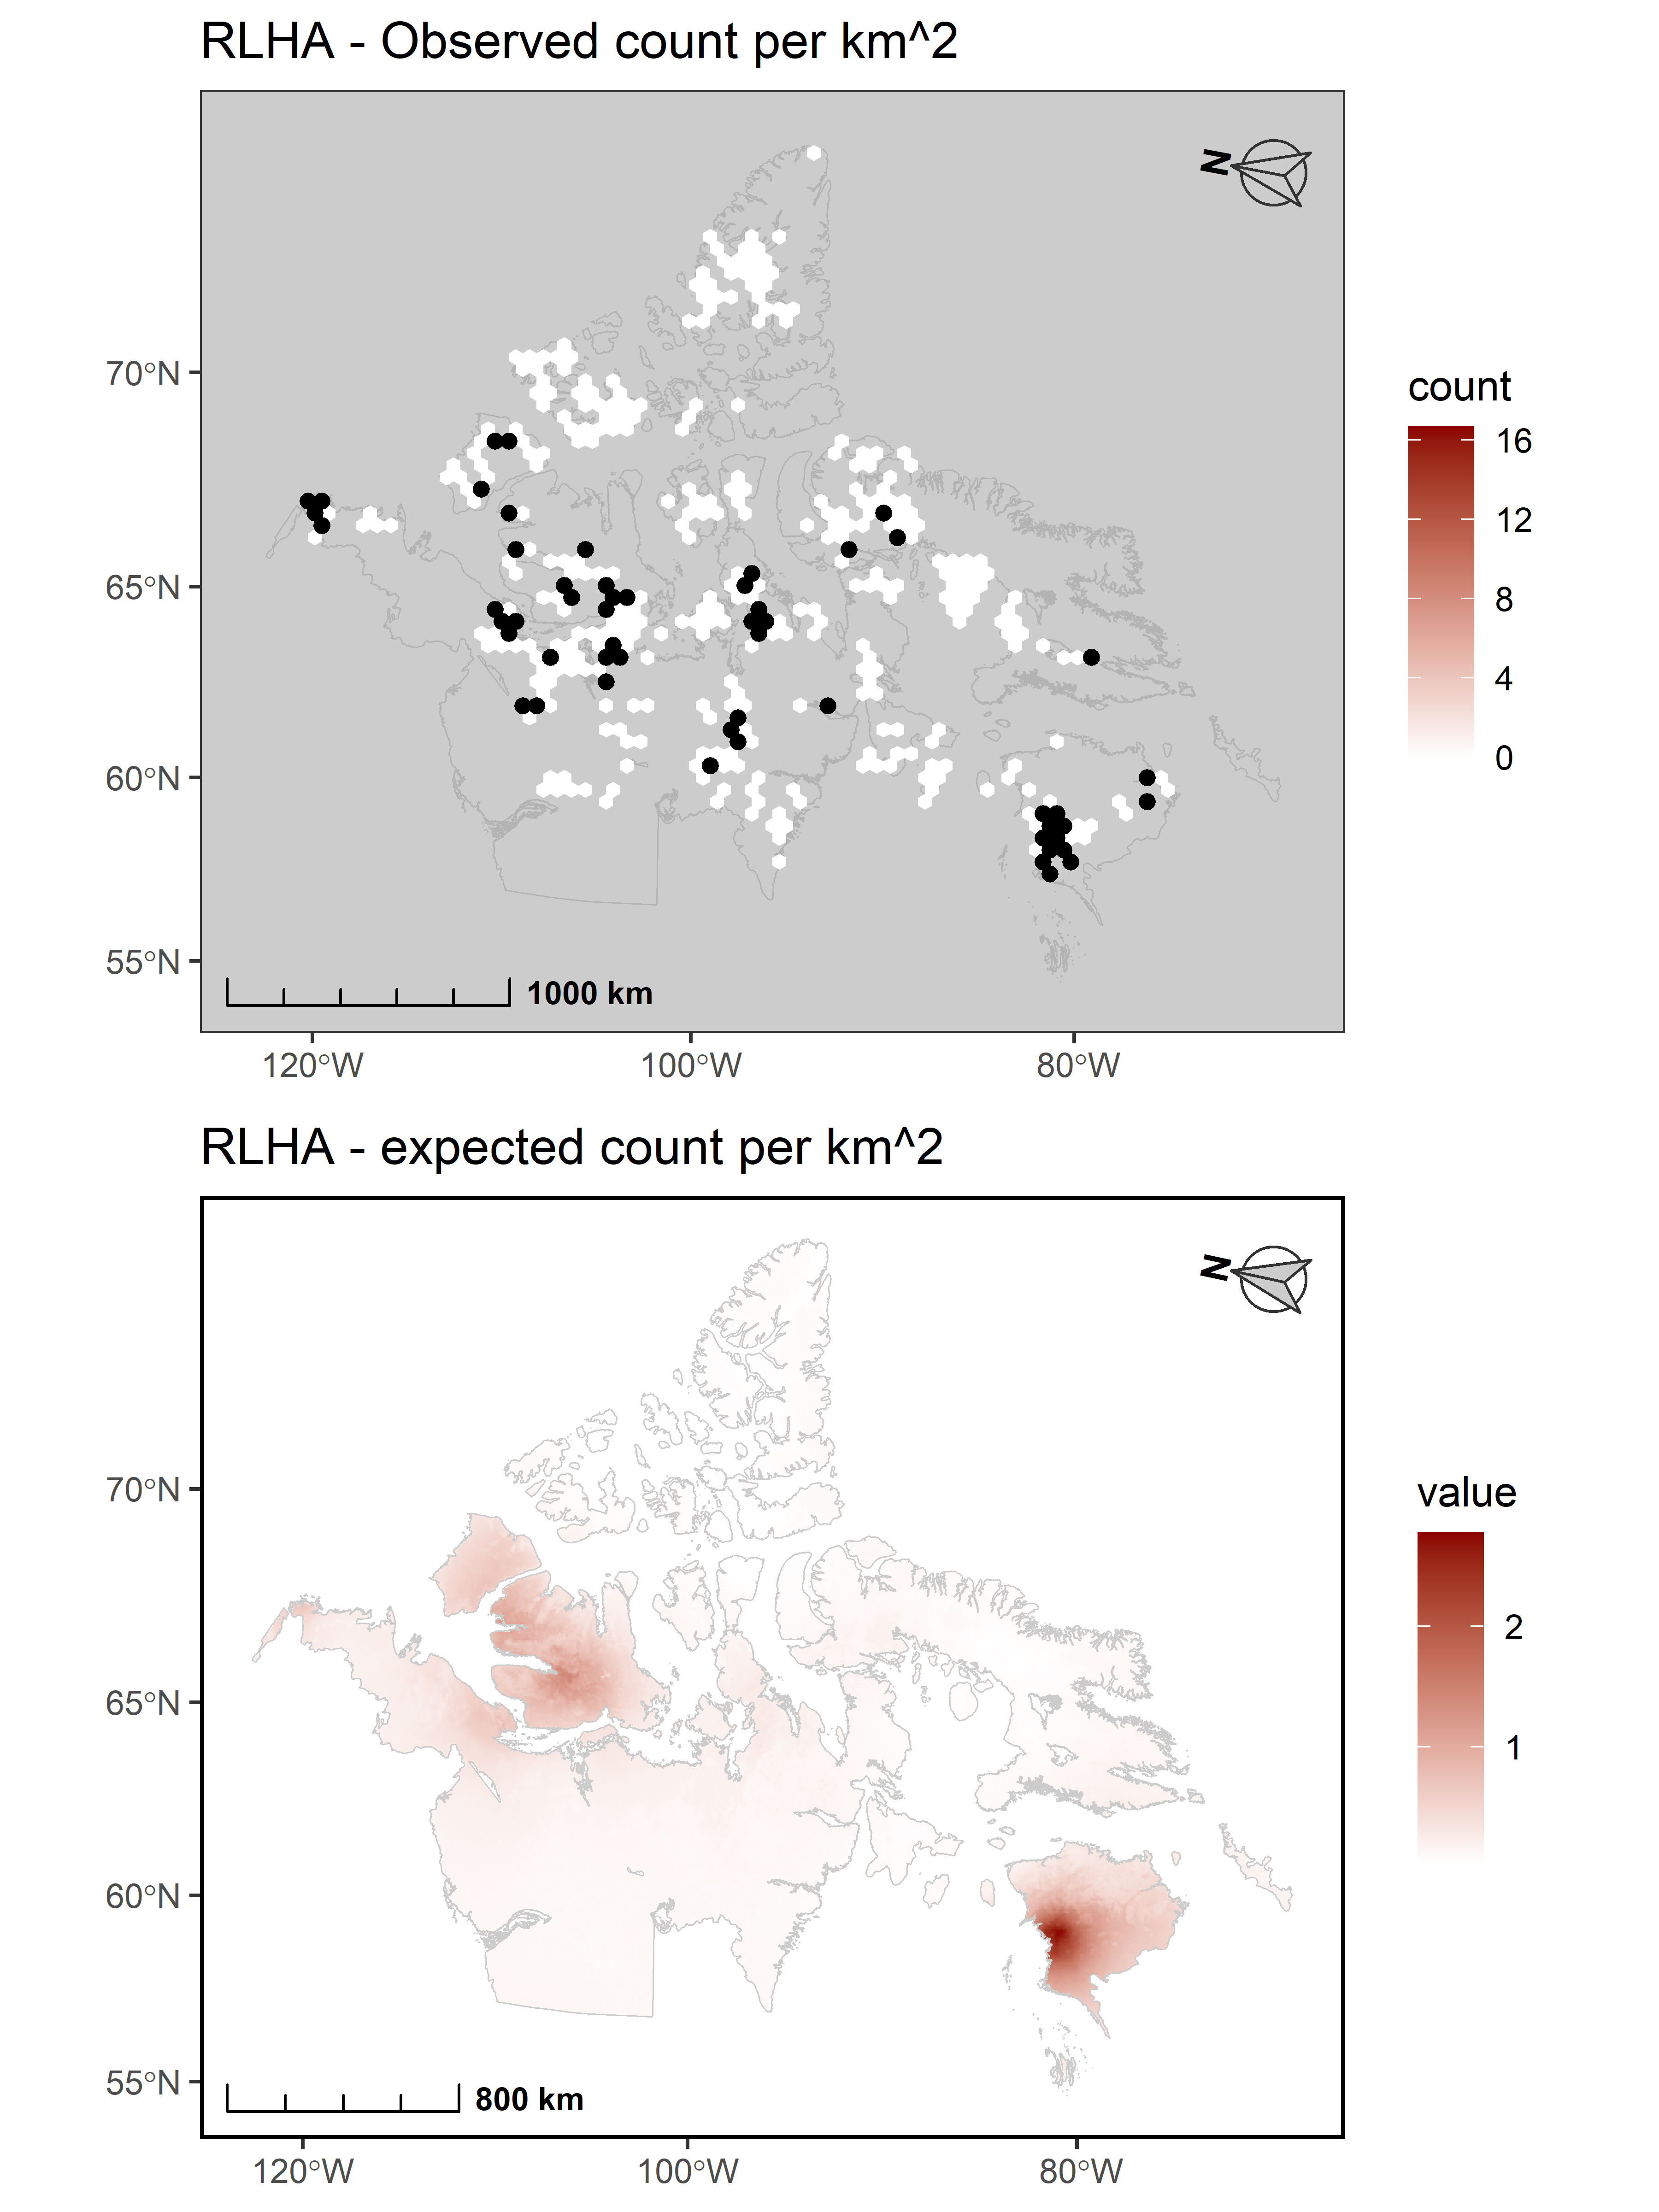 RLHA - Observed count per km^2
N
70°N
65°N
60°N
55°N
1000 km
120°W
100°W
80°W
count
16
12
8
4
0
RLHA - expected count per km^2
N
70°N
65°N
60°N
55°N
800 km
120°W
100°W
80°W
value
2
1